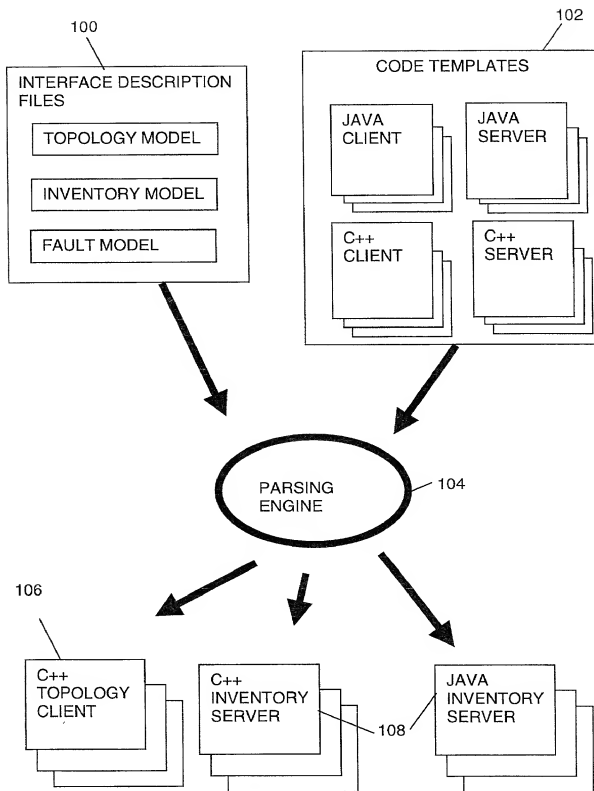 100
102
INTERFACE DESCRIPTION
FILES
TOPOLOGY MODEL
INVENTORY MODEL
FAULT MODEL
CODE TEMPLATES
JAVA
CLIENT
JAVA
SERVER
C++
CLIENT
C++
SERVER
PARSING
ENGINE
104
106
C++
TOPOLOGY
CLIENT
C++
INVENTORY
SERVER
108
JAVA
INVENTORY
SERVER